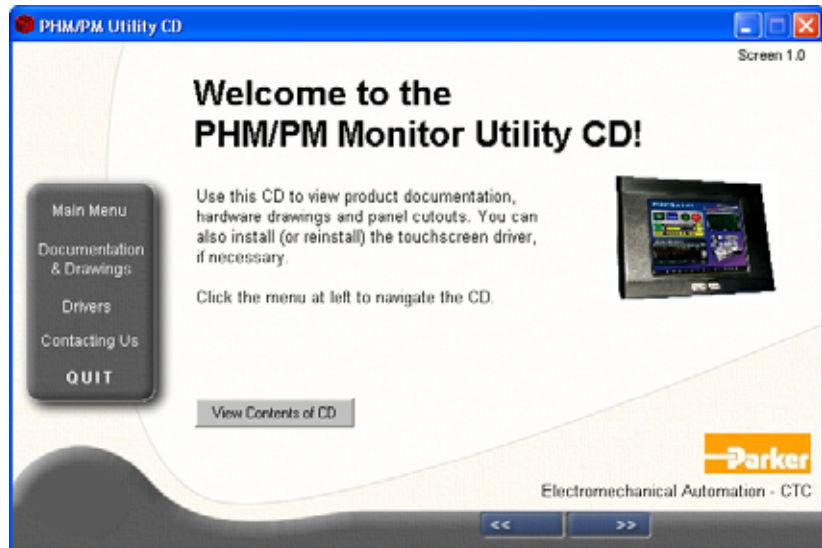 PHM/PM Utility CD
Screen 1.0
Welcome to the
PHM/PM Monitor Utility CD!
Use this CD to view product documentation,
hardware drawings and panel cutouts. You can
also install (or reinstall) the touchscreen driver,
if necessary.
Click the menu at left to navigate the CD.
Main Menu
Documentation
& Drawings
Drivers
Contacting Us
QUIT
View Contents of CD
Parker
Electromechanical Automation - CTC
<< >>